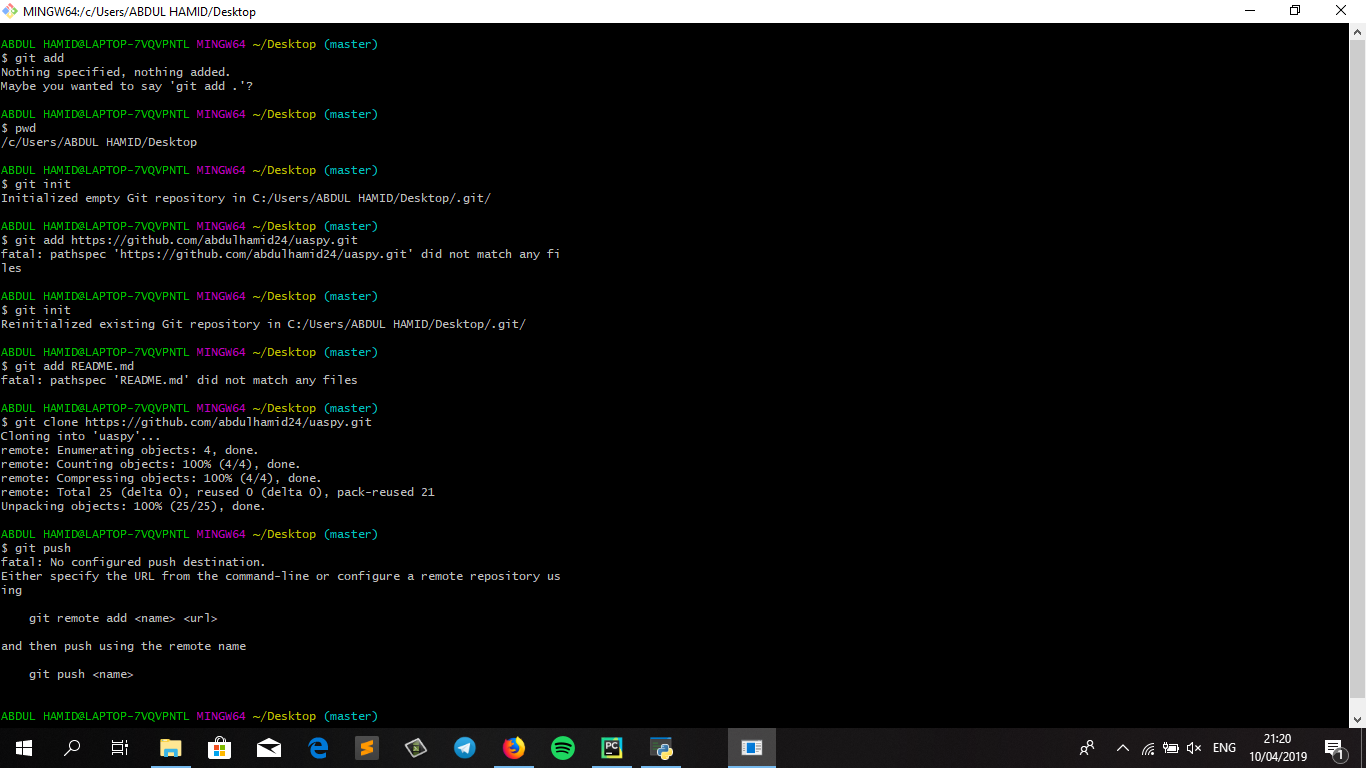 MINGW64:/c/Users/ABDUL HAMID/Desktop
ABDUL HAMID@LAPTOP-7VQVPNTL MINGW64 ~/Desktop (master)
$ git add
Nothing specified, nothing added.
Maybe you wanted to say 'git add .'?
ABDUL HAMID@LAPTOP-7VQVPNTL MINGW64 ~/Desktop (master)
$ pwd
/c/Users/ABDUL HAMID/Desktop
ABDUL HAMID@LAPTOP-7VQVPNTL MINGW64 ~/Desktop (master)
$ git init
Initialized empty Git repository in C:/Users/ABDUL HAMID/Desktop/.git/
ABDUL HAMID@LAPTOP-7VQVPNTL MINGW64 ~/Desktop (master)
$ git add https://github.com/abdulhamid24/uaspy.git
fatal: pathspec 'https://github.com/abdulhamid24/uaspy.git' did not match any fi
les
ABDUL HAMID@LAPTOP-7VQVPNTL MINGW64 ~/Desktop (master)
$ git init
Reinitialized existing Git repository in C:/Users/ABDUL HAMID/Desktop/.git/
ABDUL HAMID@LAPTOP-7VQVPNTL MINGW64 ~/Desktop (master)
$ git add README.md
fatal: pathspec 'README.md' did not match any files
ABDUL HAMID@LAPTOP-7VQVPNTL MINGW64 ~/Desktop (master)
$ git clone https://github.com/abdulhamid24/uaspy.git
Cloning into 'uaspy'...
remote: Enumerating objects: 4, done.
remote: Counting objects: 100% (4/4), done.
remote: Compressing objects: 100% (4/4), done.
remote: Total 25 (delta 0), reused 0 (delta 0), pack-reused 21
Unpacking objects: 100% (25/25), done.
ABDUL HAMID@LAPTOP-7VQVPNTL MINGW64 ~/Desktop (master)
$ git push
fatal: No configured push destination.
Either specify the URL from the command-line or configure a remote repository us
ing
git remote add <name> <url>
and then push using the remote name
git push <name>
ABDUL HAMID@LAPTOP-7VQVPNTL MINGW64 ~/Desktop (master)
PC
ENG
21:20
10/04/2019
1